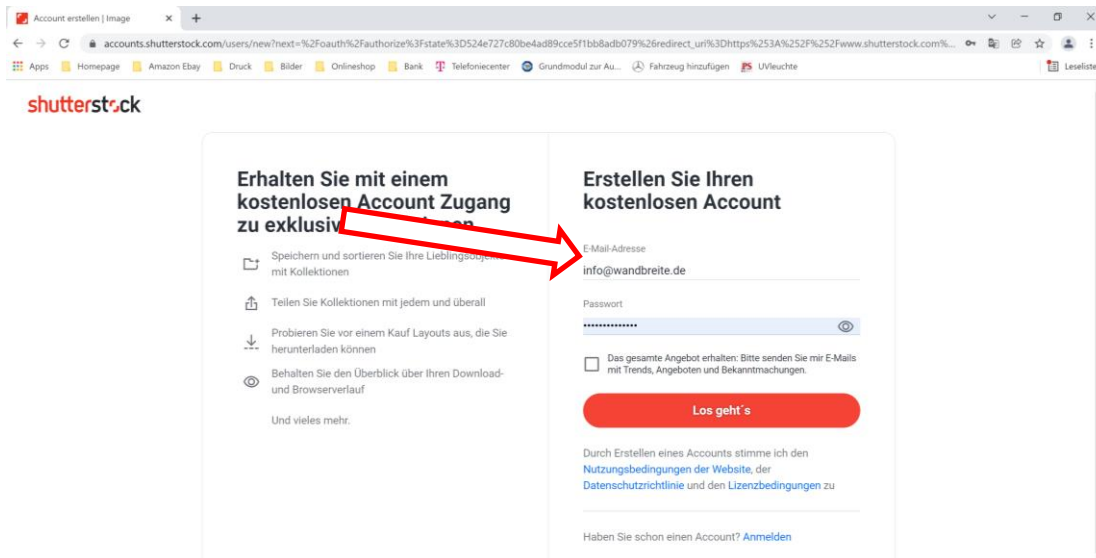 Account erstellen | Image
accounts.shutterstock.com/users/new?next=%2Foauth%2Fauthorize%3Fstate%3D524e727c80be4ad89cce5f1bb8adb079%26redirect_uri%3Dhttps%253A%252F%252Fwww.shutterstock.com%...
Apps Homepage Amazon Ebay Druck Bilder Onlineshop Bank Telefoniecenter Grundmodul zur Au... Fahrzeug hinzufügen UVleuchte Leseliste
shutterstock
Erhalten Sie mit einem
kostenlosen Account Zugang
zu
Speichern und sortieren Sie Ihre
mit Kollektionen
Teilen Sie Kollektionen mit jedem und überall
Probieren Sie vor einem Kauf Layouts aus, die Sie
herunterladen können
Behalten Sie den Überblick über Ihren Download-
und Browserverlauf
Und vieles mehr.
Erstellen Sie Ihren
kostenlosen Account
E-Mail-Adresse
info@wandbreite.de
Passwort
••••••••••••••
Das gesamte Angebot erhalten: Bitte senden Sie mir E-Mails
mit Trends, Angeboten und Bekanntmachungen.
Los geht´s
Durch Erstellen eines Accounts stimme ich den
Nutzungsbedingungen der Website, der
Datenschutzrichtlinie und den Lizenzbedingungen zu
Haben Sie schon einen Account? Anmelden